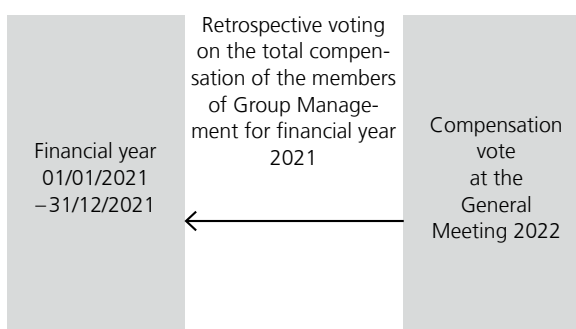 Financial year
01/01/2021
–31/12/2021
Retrospective voting
on the total compen-
sation of the members
of Group Manage-
ment for financial year
2021
Compensation
vote
at the
General
Meeting 2022